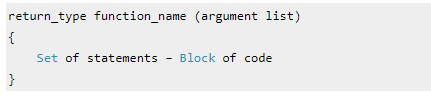 return_type function_name (argument list)
{
    Set of statements – Block of code
}